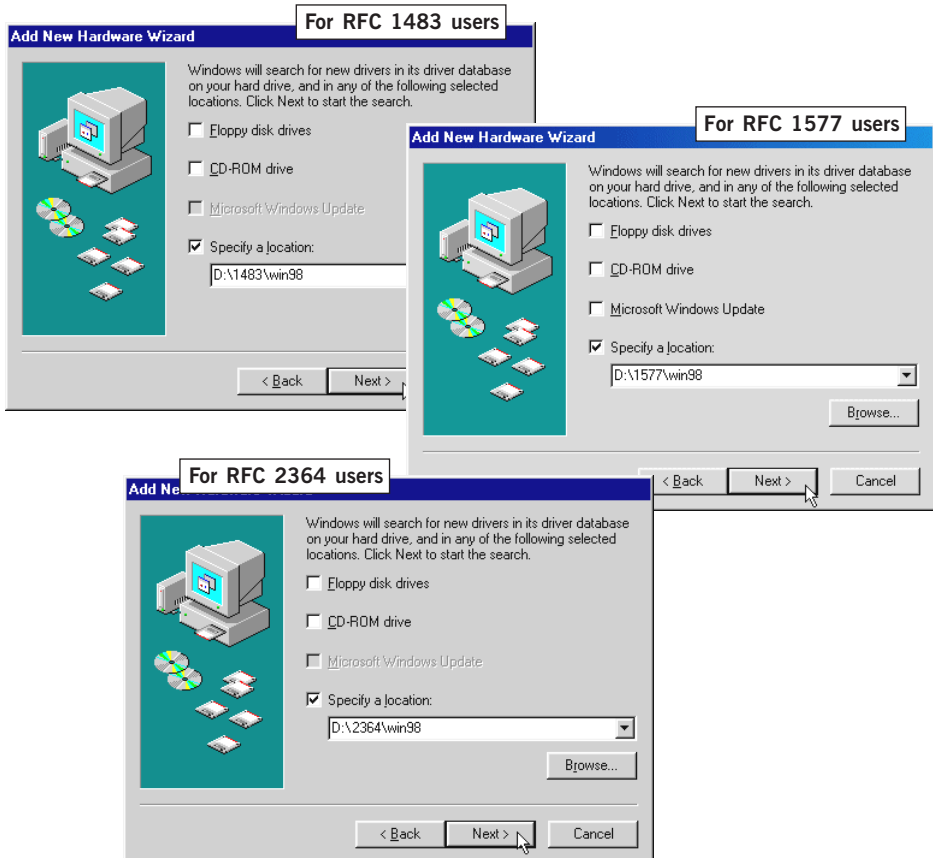 For RFC 1483 users
Add New Hardware Wizard
Windows will search for new drivers in its driver database
on your hard drive, and in any of the following selected
locations. Click Next to start the search.
Floppy disk drives
CD-ROM drive
Microsoft Windows Update
Specify a location:
D:\1483\win98
< Back
Next >
For RFC 1577 users
Add New Hardware Wizard
Windows will search for new drivers in its driver database
on your hard drive, and in any of the following selected
locations. Click Next to start the search.
Floppy disk drives
CD-ROM drive
Microsoft Windows Update
Specify a location:
D:\1577\win98
Browse...
< Back
Next >
Cancel
For RFC 2364 users
Add New
Windows will search for new drivers in its driver database
on your hard drive, and in any of the following selected
locations. Click Next to start the search.
Floppy disk drives
CD-ROM drive
Microsoft Windows Update
Specify a location:
D:\2364\win98
Browse...
< Back
Next >
Cancel